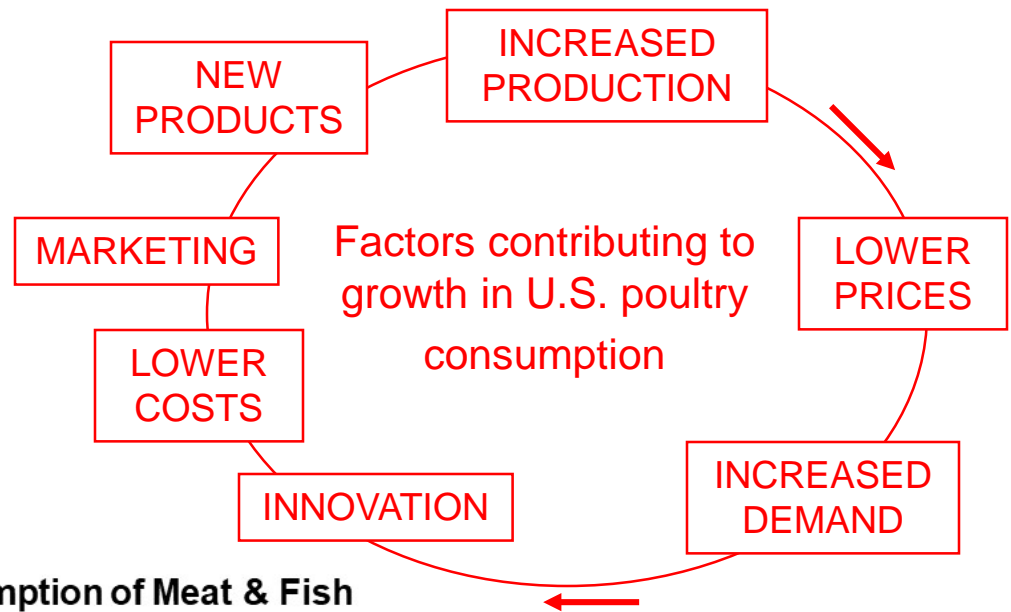 INCREASED
PRODUCTION
NEW
PRODUCTS
MARKETING
Factors contributing to
growth in U.S. poultry
consumption
LOWER
PRICES
LOWER
COSTS
INNOVATION
INCREASED
DEMAND
of Meat & Fish